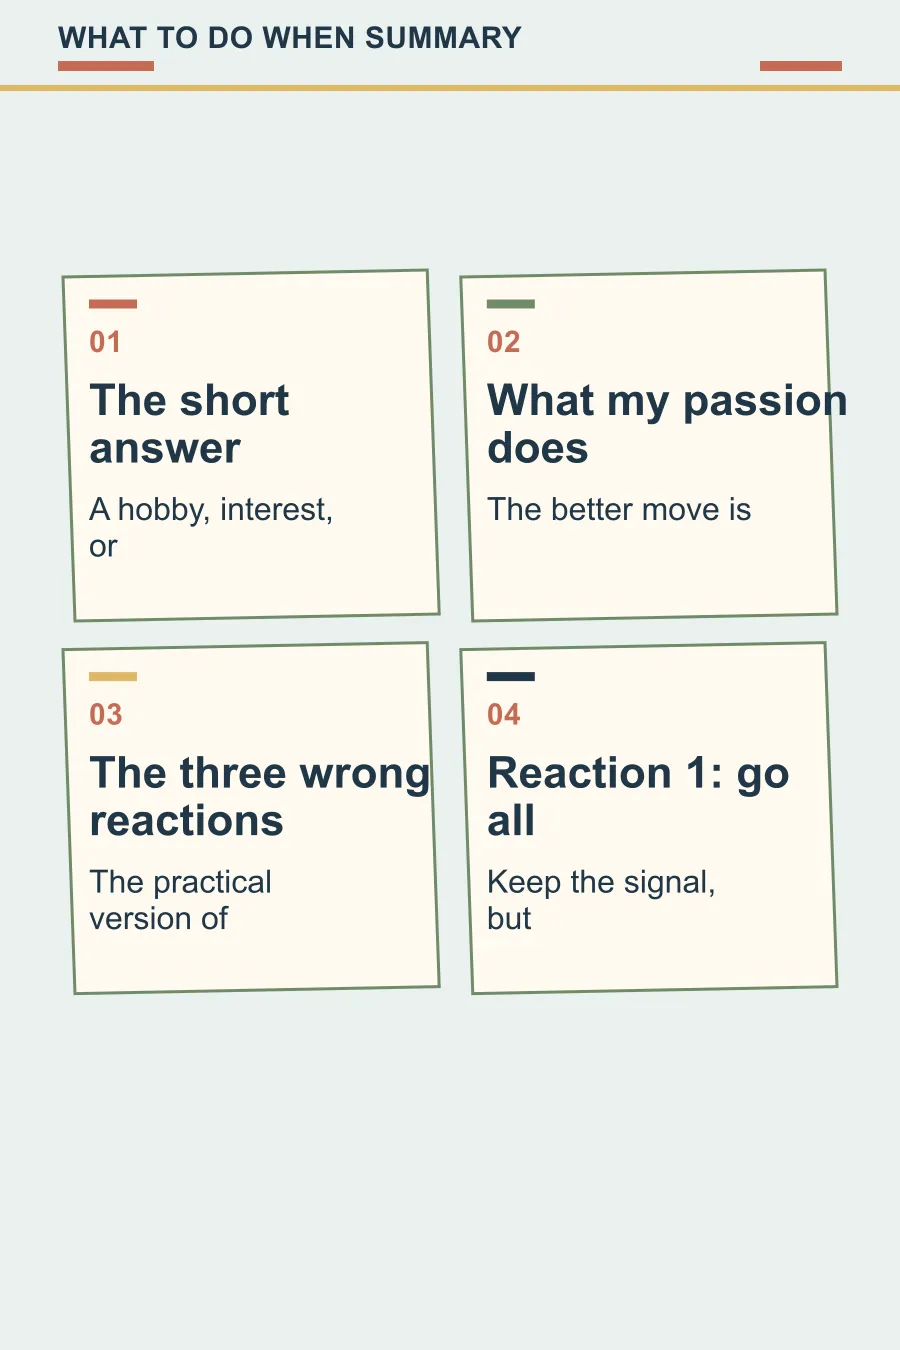 WHAT TO DO WHEN SUMMARY
01
The short
answer
A hobby, interest,
or
02
What my passion
does
The better move is
03
The three wrong
reactions
The practical
version of
04
Reaction 1: go
all
Keep the signal,
but